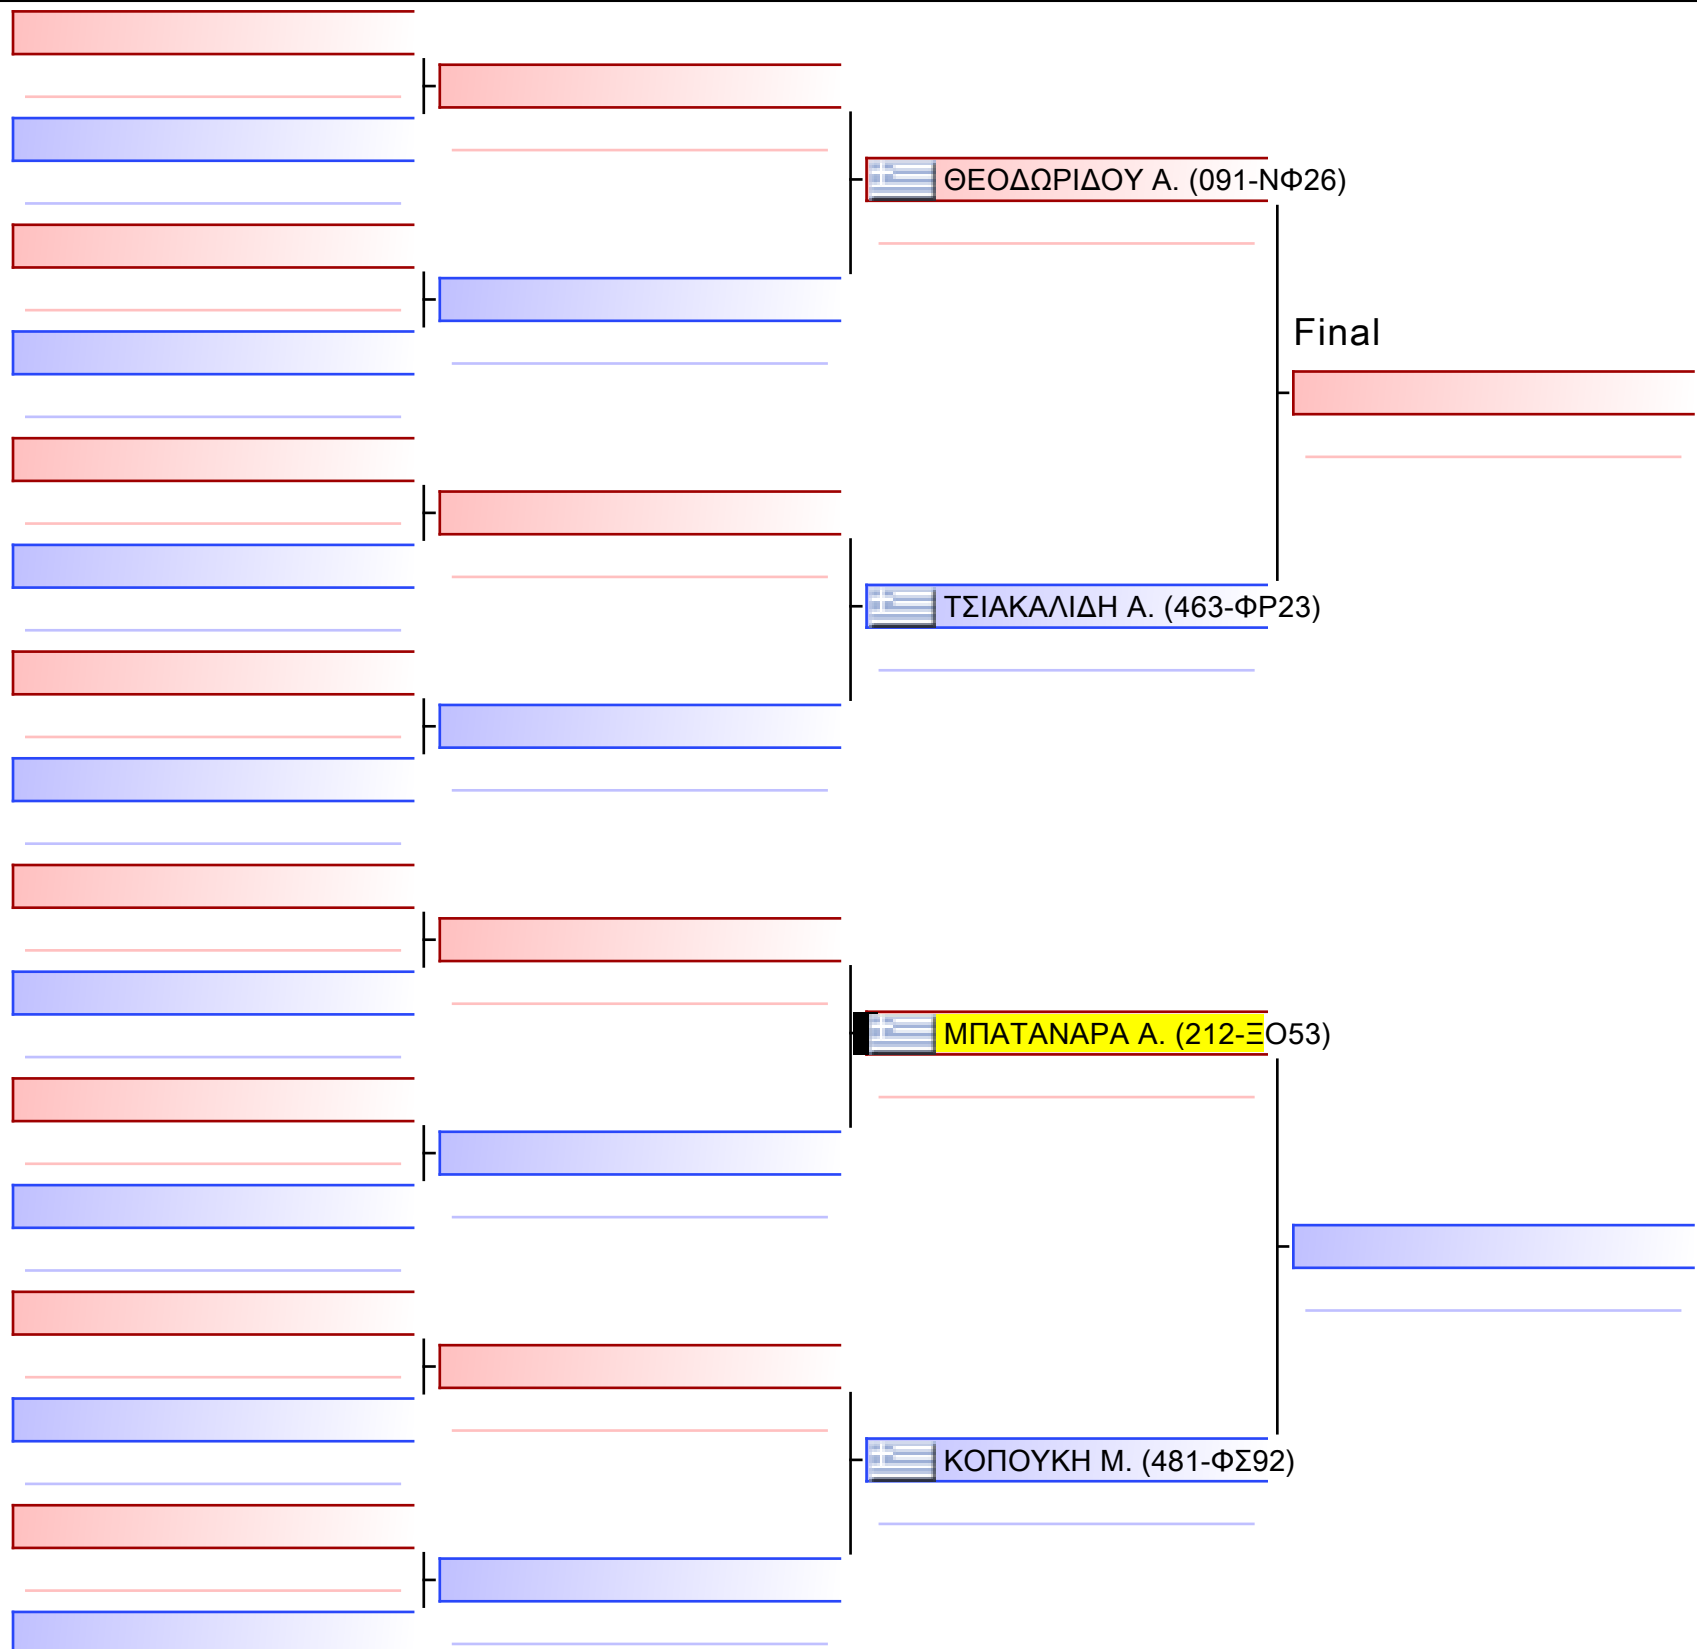 ΘΕΟΔΩΡΙΔΟΥ Α. (091-ΝΦ26)
Final
ΤΣΙΑΚΑΛΙΔΗ Α. (463-ΦΡ23)
ΜΠΑΤΑΝΑΡΑ Α. (212-ΞΟ53)
ΚΟΠΟΥΚΗ Μ. (481-ΦΣ92)